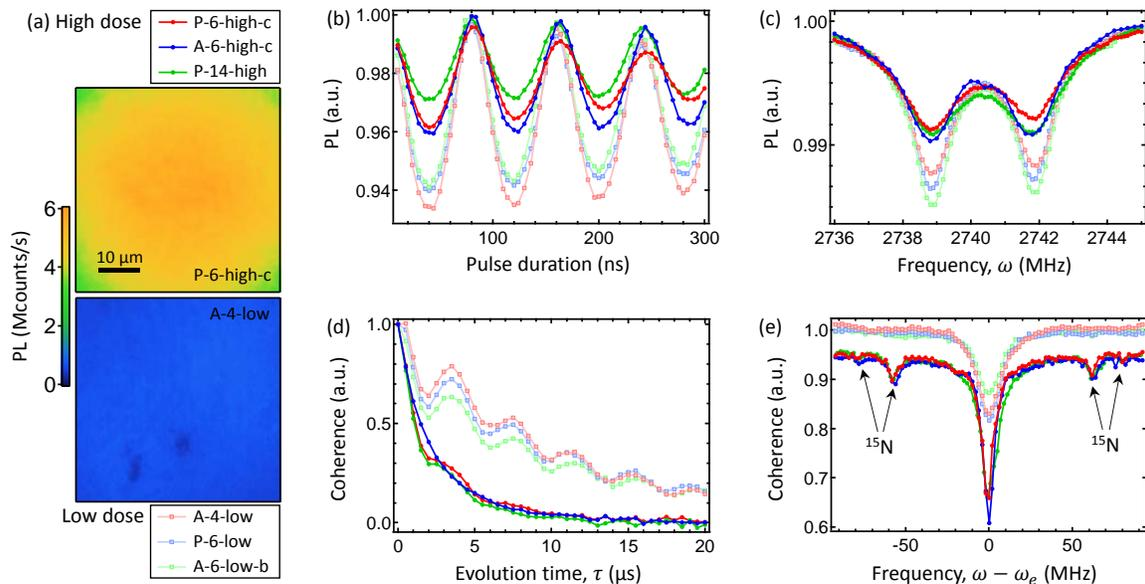 (a) High dose
P-6-high-c
A-6-high-c
P-14-high
PL (Mcounts/s)
6
4
2
0
10 μm
P-6-high-c
A-4-low
Low dose
A-4-low
P-6-low
A-6-low-b
(b)
PL (a.u.)
1.00
0.98
0.96
0.94
100
200
300
Pulse duration (ns)
(c)
PL (a.u.)
1.00
0.99
2736
2738
2740
2742
2744
Frequency, ω (MHz)
(d)
Coherence (a.u.)
1.0
0.5
0.0
0
5
10
15
20
Evolution time, τ (μs)
(e)
Coherence (a.u.)
1.0
0.9
0.8
0.7
0.6
¹⁵N
¹⁵N
-50
0
50
Frequency, ω − ωₑ (MHz)